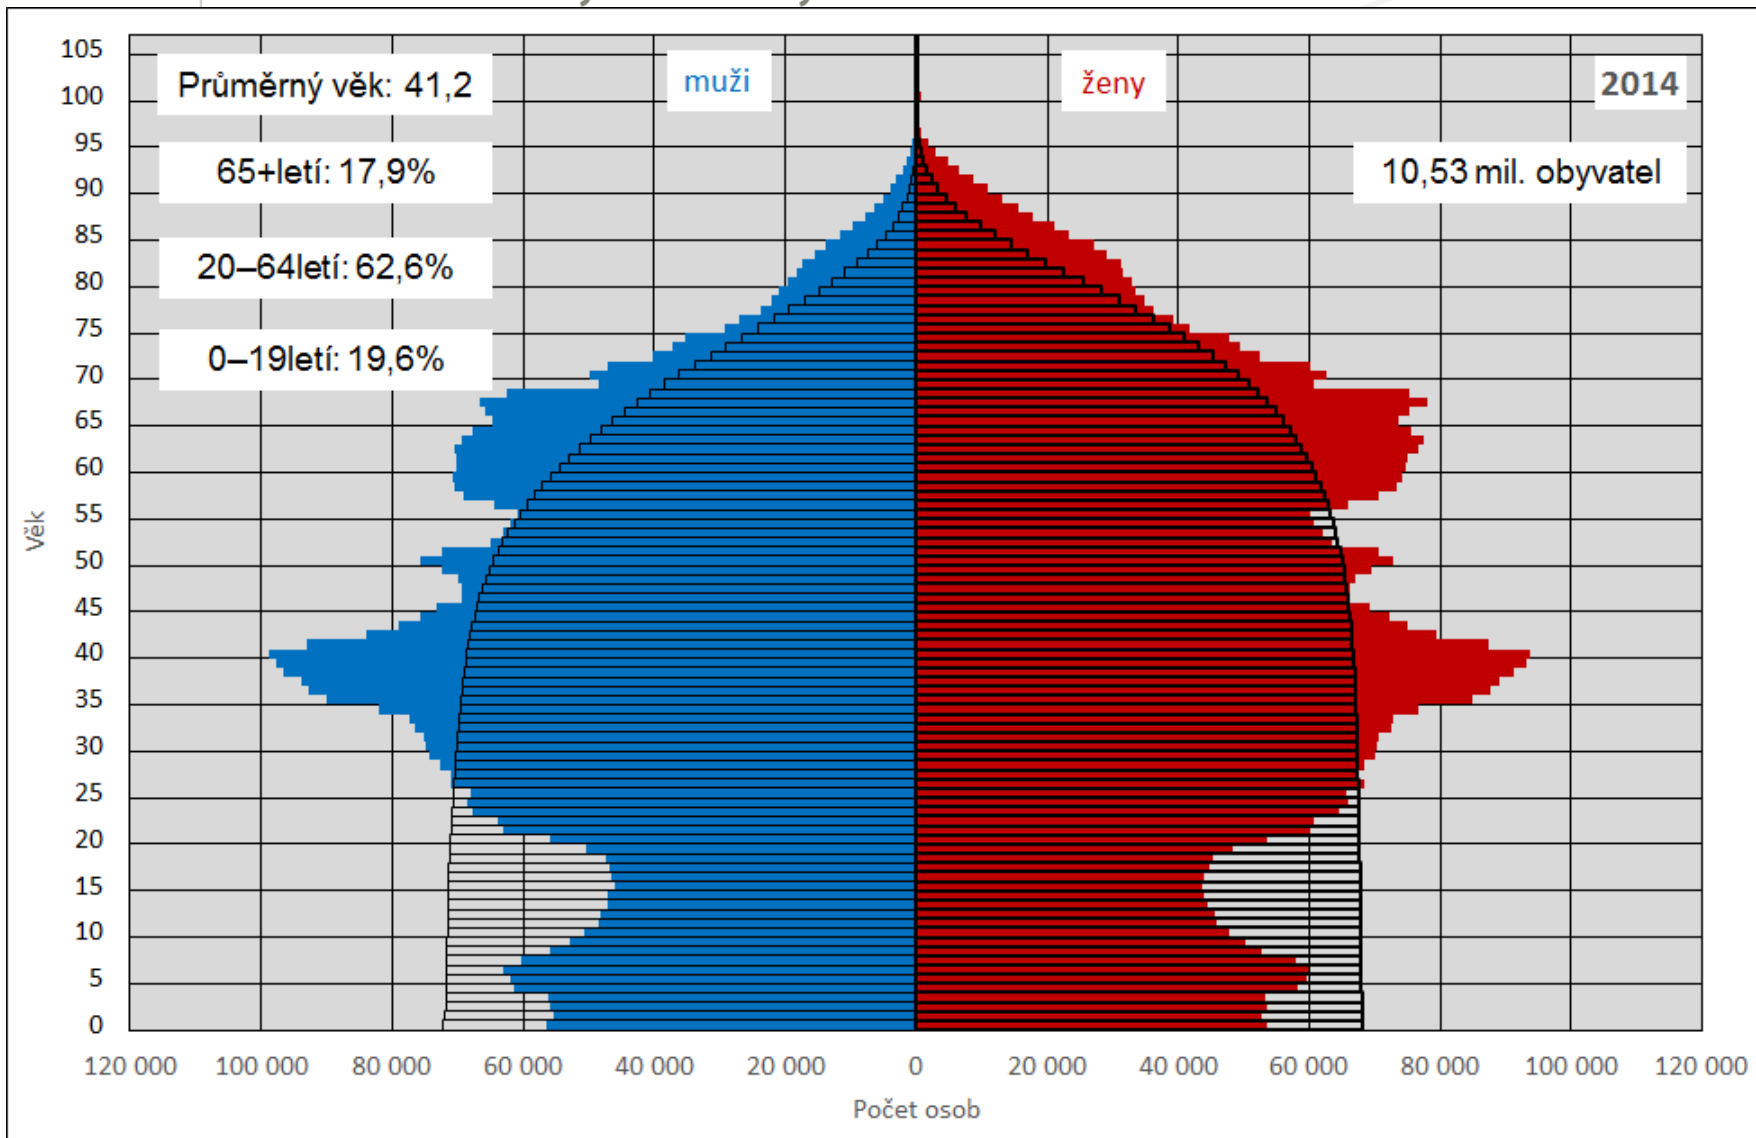 105
100
95
90
85
80
75
70
65
60
55
50
45
40
35
30
25
20
15
10
5
0
Věk
Průměrný věk: 41,2
muži
ženy
2014
65+letí: 17,9%
10,53 mil. obyvatel
20–64letí: 62,6%
0–19letí: 19,6%
120 000 100 000 80 000 60 000 40 000 20 000 0 20 000 40 000 60 000 80 000 100 000 120 000
Počet osob